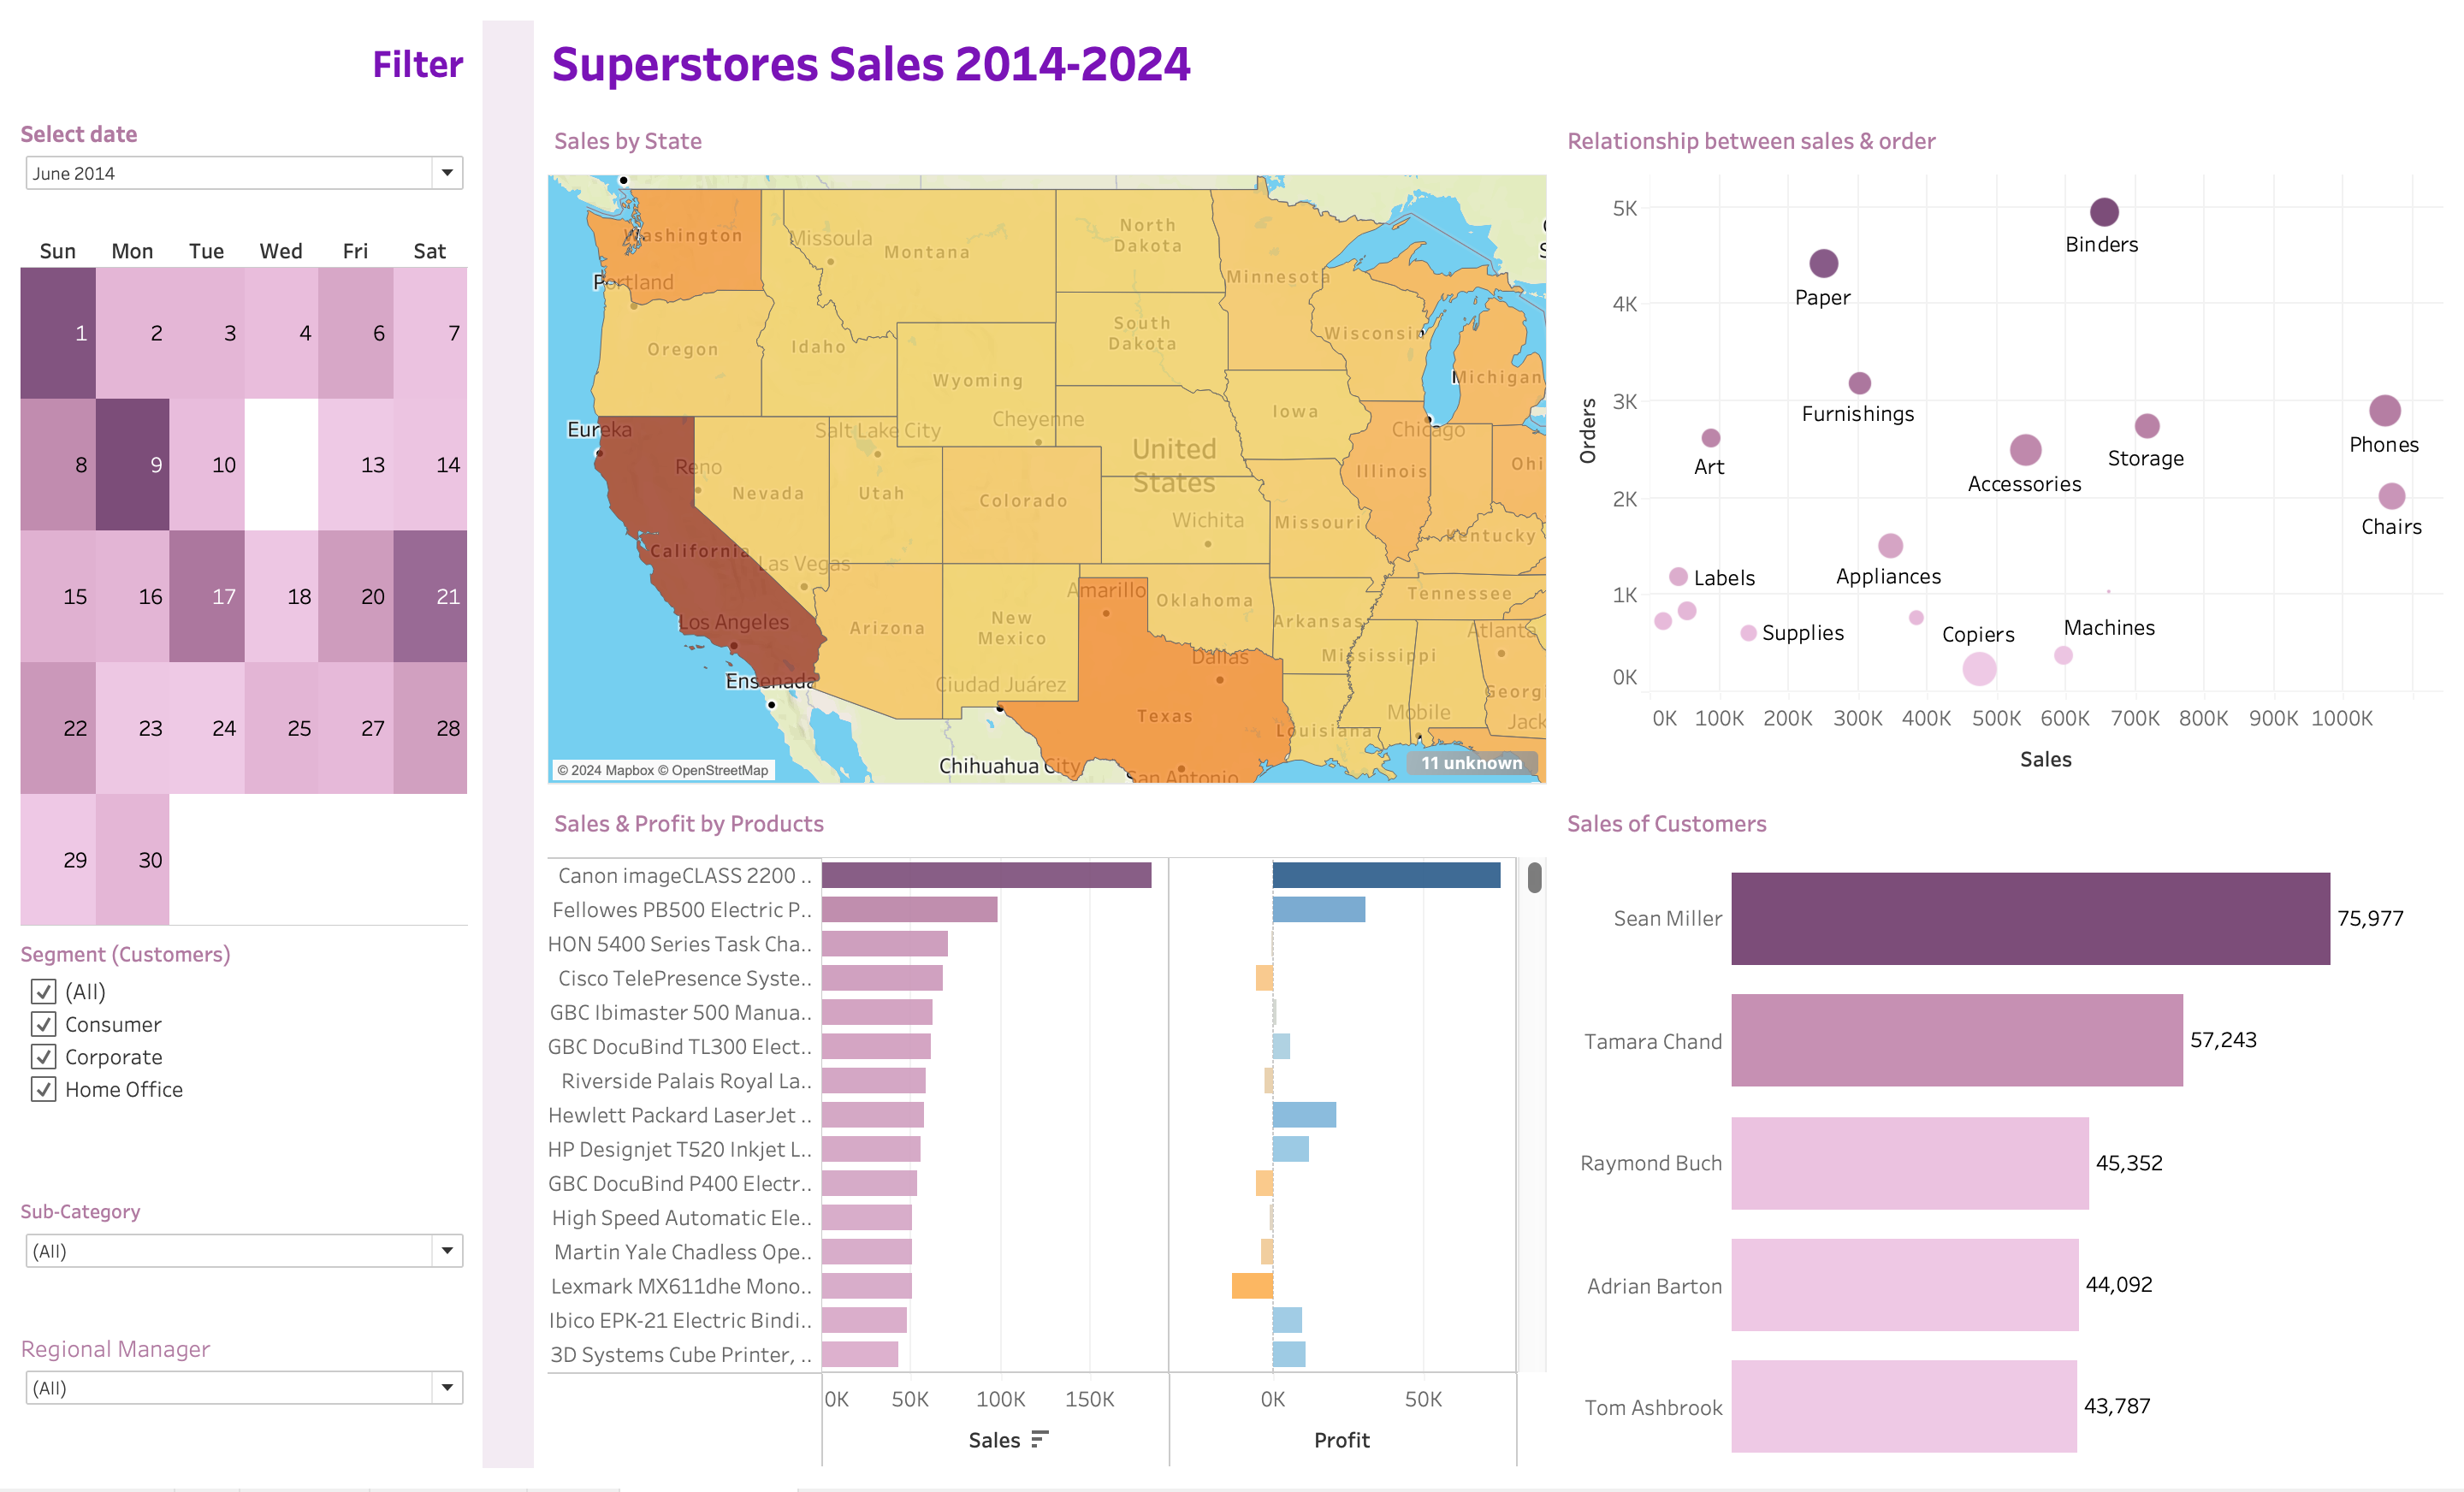 Filter
Select date
June 2014
Sun Mon Tue Wed Fri Sat
1 2 3 4 6 7
8 9 10 13 14
15 16 17 18 20 21
22 23 24 25 27 28
29 30
Segment (Customers)
(All)
Consumer
Corporate
Home Office
Sub-Category
(All)
Regional Manager
(All)
Superstores Sales 2014-2024
Sales by State
Washington
Missoula
Montana
North
Dakota
Minnesota
Portland
Oregon
Idaho
South
Dakota
Wisconsin
Wyoming
Michigan
Eureka
Salt Lake City
Cheyenne
Iowa
Chicago
Reno
Nevada
Utah
Colorado
United
States
Illinois
Ohi
Wichita
Missouri
Kentucky
California
Las Vegas
Amarillo
Oklahoma
Tennessee
Los Angeles
Arizona
New
Mexico
Arkansas
Atlanta
Dallas
Mississippi
Ensenada
Ciudad Juárez
Georgi
Texas
Mobile
Jack
Louisiana
Chihuahua City
San Antonio
© 2024 Mapbox © OpenStreetMap
11 unknown
Relationship between sales & order
Orders
5K
4K
3K
2K
1K
0K
Binders
Paper
Furnishings
Art
Accessories
Storage
Phones
Chairs
Labels
Appliances
Supplies
Copiers
Machines
0K 100K 200K 300K 400K 500K 600K 700K 800K 900K 1000K
Sales
Sales & Profit by Products
Canon imageCLASS 2200 ..
Fellowes PB500 Electric P..
HON 5400 Series Task Cha..
Cisco TelePresence Syste..
GBC Ibimaster 500 Manua..
GBC DocuBind TL300 Elect..
Riverside Palais Royal La..
Hewlett Packard LaserJet ..
HP Designjet T520 Inkjet L..
GBC DocuBind P400 Electr..
High Speed Automatic Ele..
Martin Yale Chadless Ope..
Lexmark MX611dhe Mono..
Ibico EPK-21 Electric Bindi..
3D Systems Cube Printer, ..
0K 50K 100K 150K 0K 50K
Sales Profit
Sales of Customers
Sean Miller 75,977
Tamara Chand 57,243
Raymond Buch 45,352
Adrian Barton 44,092
Tom Ashbrook 43,787